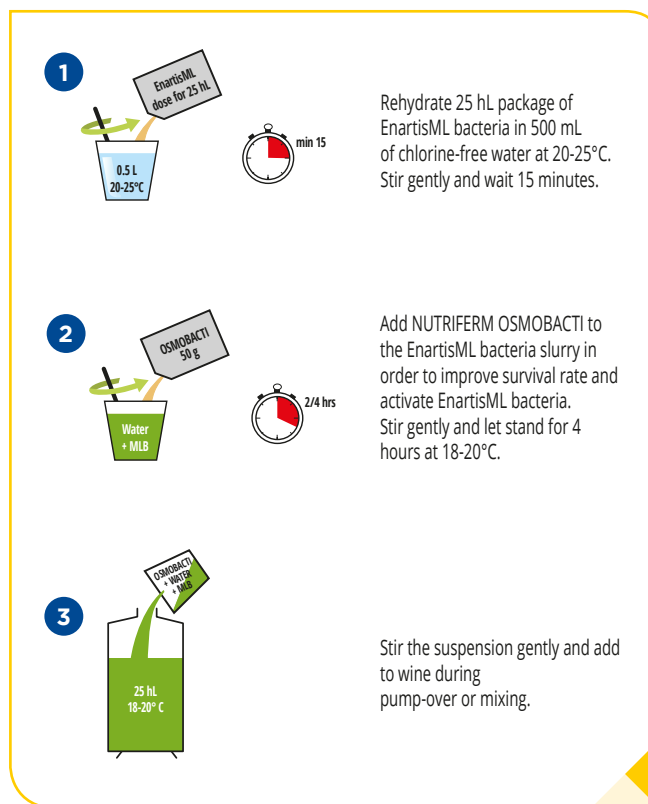 1
EnartisML
dose for 25 hL
min 15
0.5 L
20-25°C
Rehydrate 25 hL package of
EnartisML bacteria in 500 mL
of chlorine-free water at 20-25°C.
Stir gently and wait 15 minutes.
2
OSMOBACTI
50 g
2/4 hrs
Water
+ MLB
Add NUTRIFERM OSMOBACTI to
the EnartisML bacteria slurry in
order to improve survival rate and
activate EnartisML bacteria.
Stir gently and let stand for 4
hours at 18-20°C.
3
OSMOBACTI
+ WATER
+ MLB
25 hL
18-20° C
Stir the suspension gently and add
to wine during
pump-over or mixing.